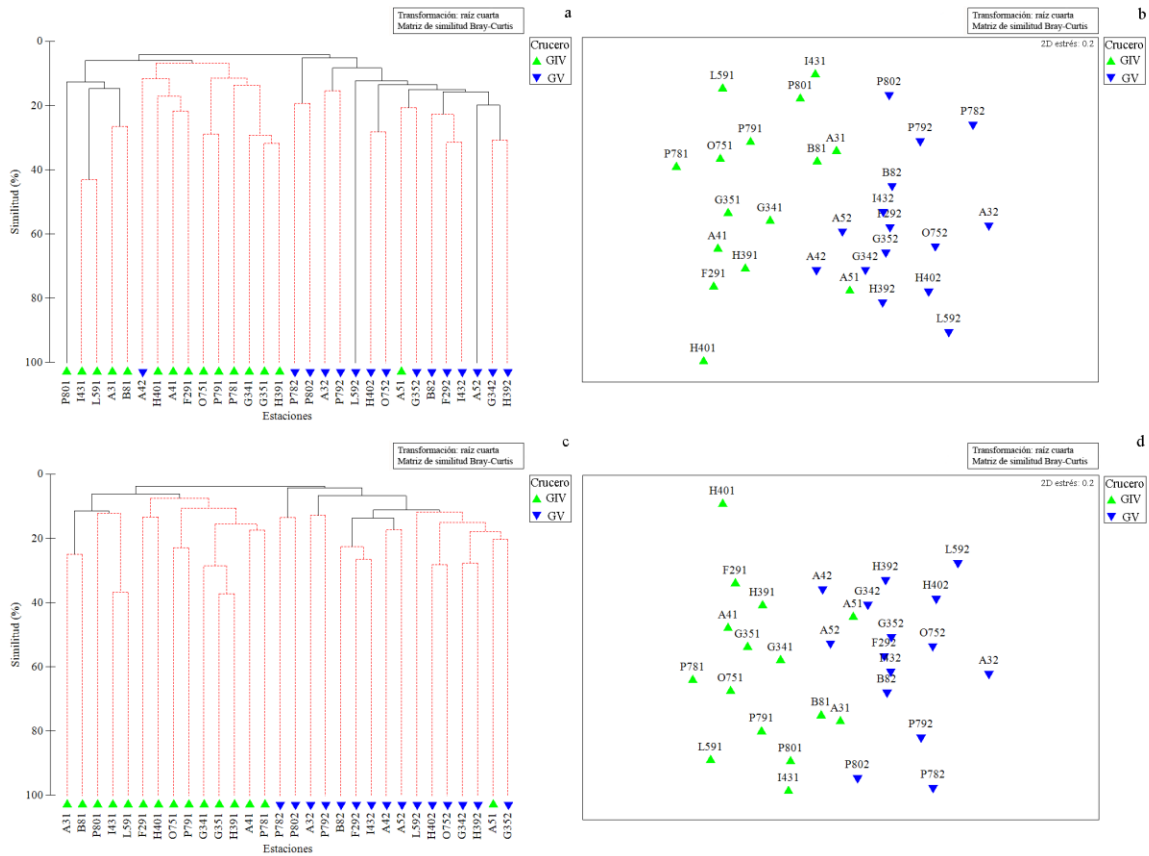 Transformación: raíz cuarta
Matriz de similitud Bray-Curtis
a
Crucero
GIV
GV
Similitud (%)
0
20
40
60
80
100
P801 I431 L591 A31 B81 A42 H401 A41 F291 O751 P791 P781 G341 G351 H391 P782 P802 A32 P792 L592 H402 O752 A51 G352 B82 F292 I432 A52 G342 H392
Estaciones
Transformación: raíz cuarta
Matriz de similitud Bray-Curtis
b
2D estrés: 0.2
Crucero
GIV
GV
I431
L591
P801
P802
P782
P791
P792
A31
O751
B81
P781
B82
G351
I432
G341
A52
A32
A41
G352
O752
H391
A42
G342
F291
A51
H402
H392
L592
H401
Transformación: raíz cuarta
Matriz de similitud Bray-Curtis
c
Crucero
GIV
GV
Similitud (%)
0
20
40
60
80
100
A31 B81 P801 I431 L591 F291 H401 O751 P791 G341 G351 H391 A41 P781 P782 P802 A32 P792 B82 F292 I432 A42 A52 L592 H402 O752 G342 H392 A51 G352
Estaciones
Transformación: raíz cuarta
Matriz de similitud Bray-Curtis
d
2D estrés: 0.2
Crucero
GIV
GV
H401
L592
F291
A42
H392
H391
G342
H402
A51
A41
G351
A52
G352
O752
G341
F292
A32
P781
O751
B82
B81
A31
P791
P792
L591
P801
P802
I431
P782